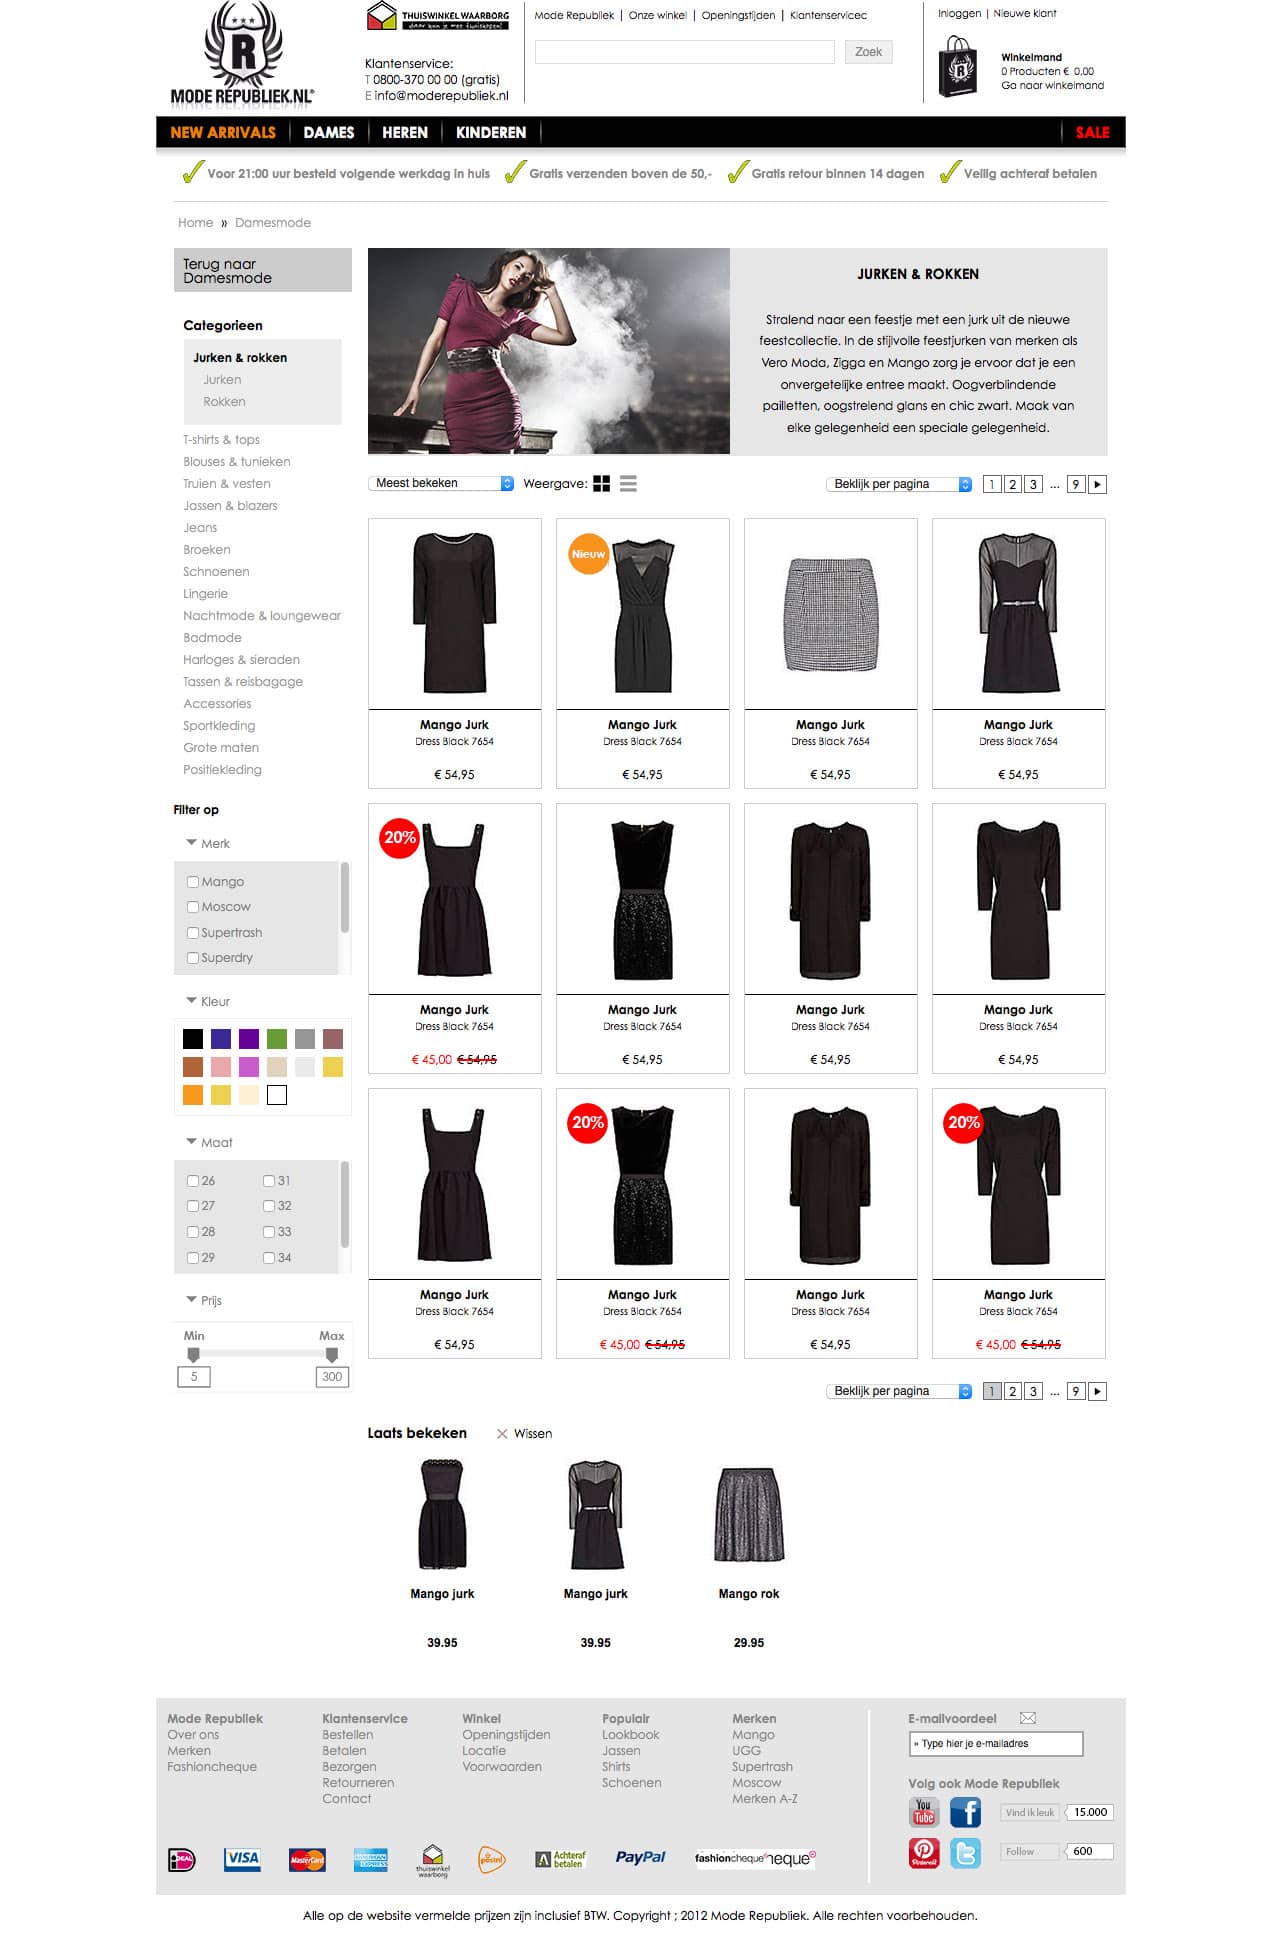 R
MODE REPUBLIEK.NL®
THUISWINKEL WAARBORG
daar kun je met thuiskopen!
Klantenservice:
T 0800-370 00 00 (gratis)
E info@moderepubliek.nl
Mode Republiek | Onze winkel | Openingstijden | Klantenservicec
Zoek
Inloggen | Nieuwe klant
Winkelmand
0 Producten € 0,00
Ga naar winkelmand
NEW ARRIVALS DAMES HEREN KINDEREN SALE
Voor 21:00 uur besteld volgende werkdag in huis Gratis verzenden boven de 50,- Gratis retour binnen 14 dagen Veilig achteraf betalen
Home » Damesmode
Terug naar
Damesmode
Categorieen
Jurken & rokken
Jurken
Rokken
T-shirts & tops
Blouses & tunieken
Truien & vesten
Jassen & blazers
Jeans
Broeken
Schnoenen
Lingerie
Nachtmode & loungewear
Badmode
Harloges & sieraden
Tassen & reisbagage
Accessories
Sportkleding
Grote maten
Positiekleding
Filter op
Merk
Mango
Moscow
Supertrash
Superdry
Kleur
Maat
26 31
27 32
28 33
29 34
Prijs
Min Max
5 300
JURKEN & ROKKEN
Stralend naar een feestje met een jurk uit de nieuwe
feestcollectie. In de stijlvolle feestjurken van merken als
Vero Moda, Zigga en Mango zorg je ervoor dat je een
onvergetelijke entree maakt. Oogverblindende
pailletten, oogstrelend glans en chic zwart. Maak van
elke gelegenheid een speciale gelegenheid.
Meest bekeken Weergave: Beklijk per pagina 1 2 3 ... 9
Nieuw
Mango Jurk Mango Jurk Mango Jurk Mango Jurk
Dress Black 7654 Dress Black 7654 Dress Black 7654 Dress Black 7654
€ 54,95 € 54,95 € 54,95 € 54,95
20%
Mango Jurk Mango Jurk Mango Jurk Mango Jurk
Dress Black 7654 Dress Black 7654 Dress Black 7654 Dress Black 7654
€ 45,00 € 54,95 € 54,95 € 54,95 € 54,95
20% 20%
Mango Jurk Mango Jurk Mango Jurk Mango Jurk
Dress Black 7654 Dress Black 7654 Dress Black 7654 Dress Black 7654
€ 54,95 € 45,00 € 54,95 € 54,95 € 45,00 € 54,95
Beklijk per pagina 1 2 3 ... 9
Laats bekeken Wissen
Mango jurk Mango jurk Mango rok
39.95 39.95 29.95
Mode Republiek
Over ons
Merken
Fashioncheque
Klantenservice
Bestellen
Betalen
Bezorgen
Retourneren
Contact
Winkel
Openingstijden
Locatie
Voorwaarden
Populair
Lookbook
Jassen
Shirts
Schoenen
Merken
Mango
UGG
Supertrash
Moscow
Merken A-Z
E-mailvoordeel
» Type hier je e-mailadres
Volg ook Mode Republiek
You Tube f Vind ik leuk 15.000
Pinterest t Follow 600
iDEAL
VISA
MasterCard
AMERICAN EXPRESS
thuiswinkel
waarborg
postnl
Achteraf
betalen
PayPal
fashioncheque heque
Alle op de website vermelde prijzen zijn inclusief BTW. Copyright ; 2012 Mode Republiek. Alle rechten voorbehouden.